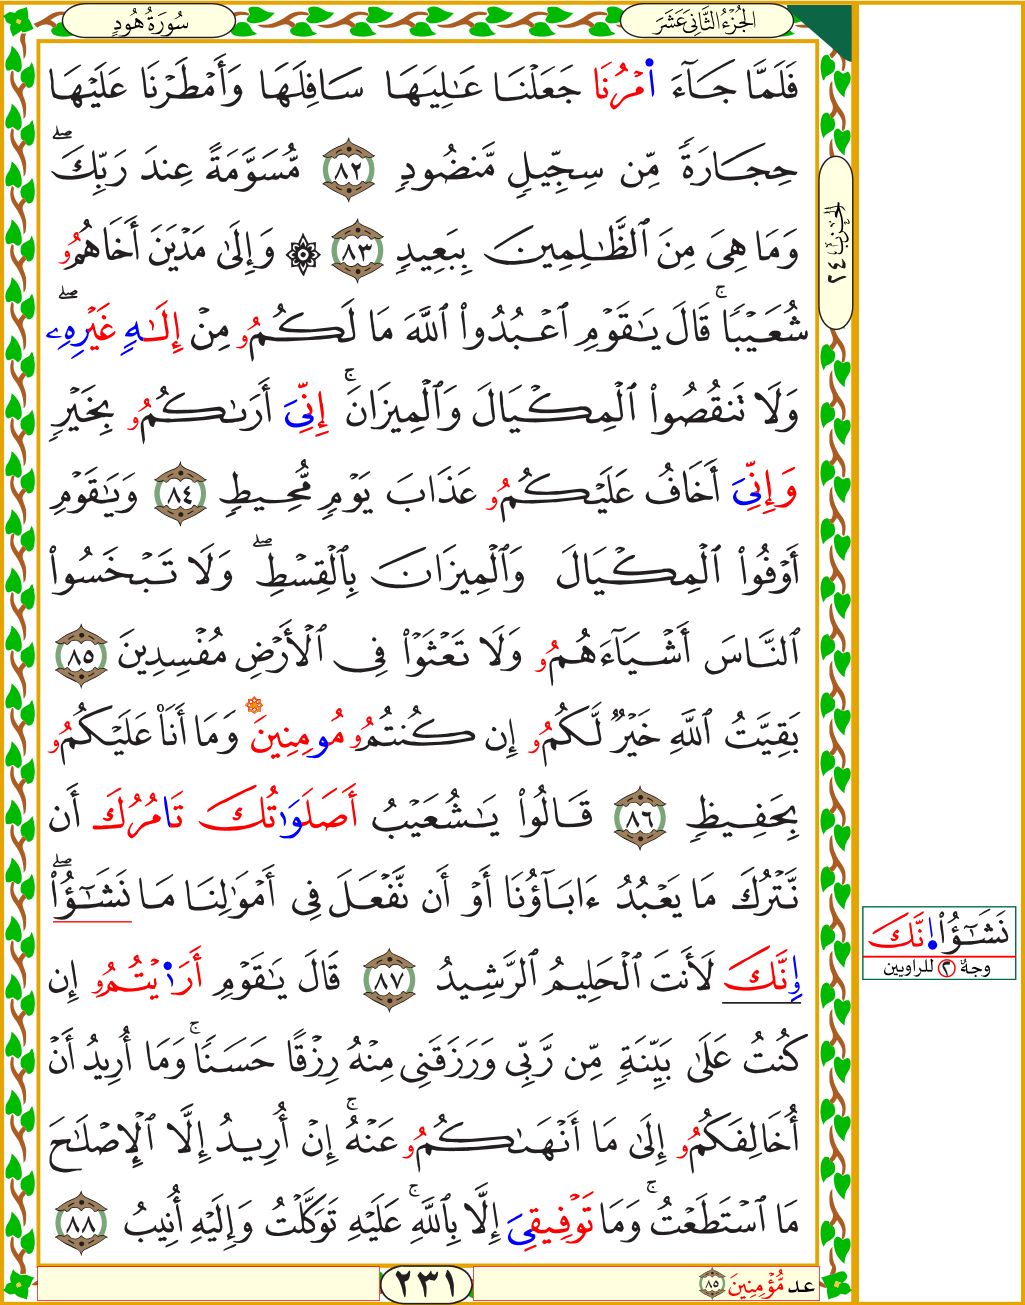 سُورَةُ هُودٍ
الجُزْءُ الثَّانِي عَشَرَ
فَلَمَّا جَآءَ اَ۬مْرُنَا جَعَلْنَا عَٰلِيَهَا سَافِلَهَا وَأَمْطَرْنَا عَلَيْهَا
حِجَارَةٗ مِّن سِجِّيلٖ مَّنضُودٖ ٨٢ مُّسَوَّمَةً عِندَ رَبِّكَۖ
وَمَا هِيَ مِنَ ٱلظَّٰلِمِينَ بِبَعِيدٖ ٨٣ ۞ وَإِلَىٰ مَدْيَنَ أَخَاهُمُۥ
شُعَيْبٗاۚ قَالَ يَٰقَوْمِ ٱعْبُدُواْ ٱللَّهَ مَا لَكُمُۥ مِنْ إِلَٰهٍ غَيْرِهِۦۖ
وَلَا تَنقُصُواْ ٱلْمِكْيَالَ وَٱلْمِيزَانَۚ إِنِّيَ أَرَىٰكُمُۥ بِخَيْرٖ
وَإِنِّيَ أَخَافُ عَلَيْكُمُۥ عَذَابَ يَوْمٖ مُّحِيطٖ ٨٤ وَيَٰقَوْمِ
أَوْفُواْ ٱلْمِكْيَالَ وَٱلْمِيزَانَ بِٱلْقِسْطِۖ وَلَا تَبْخَسُواْ
ٱلنَّاسَ أَشْيَآءَهُمُۥ وَلَا تَعْثَوْاْ فِي ٱلْأَرْضِ مُفْسِدِينَ ٨٥
بَقِيَّتُ ٱللَّهِ خَيْرٞ لَّكُمُۥ إِن كُنتُمُۥ مُومِنِينَ وَمَا أَنَا۠ عَلَيْكُمُۥ
بِحَفِيظٖ ٨٦ قَالُواْ يَٰشُعَيْبُ أَصَلَوَٰتُكَ تَامُرُكَ أَن
نَّتْرُكَ مَا يَعْبُدُ ءَابَآؤُنَا أَوْ أَن نَّفْعَلَ فِي أَمْوَٰلِنَا مَا نَشَٰٓؤُاْۖ
إِنَّكَ لَأَنتَ ٱلْحَلِيمُ ٱلرَّشِيدُ ٨٧ قَالَ يَٰقَوْمِ أَرَٰ۬يْتُمُۥ إِن
كُنتُ عَلَىٰ بَيِّنَةٖ مِّن رَّبِّي وَرَزَقَنِي مِنْهُ رِزْقًا حَسَنٗاۚ وَمَا أُرِيدُ أَنْ
أُخَالِفَكُمُۥ إِلَىٰ مَا أَنْهَىٰكُمُۥ عَنْهُۚ إِنْ أُرِيدُ إِلَّا ٱلْإِصْلَٰحَ
مَا ٱسْتَطَعْتُۚ وَمَا تَوْفِيقِيَ إِلَّا بِٱللَّهِۚ عَلَيْهِ تَوَكَّلْتُ وَإِلَيْهِ أُنِيبُ ٨٨
الحِزْبُ ٢٤
نَشَٰٓؤُاْ ا۪نَّكَ
وجهٌ ٢ للراويين
عد مُّؤْمِنِينَ ٨٥
٢٣١